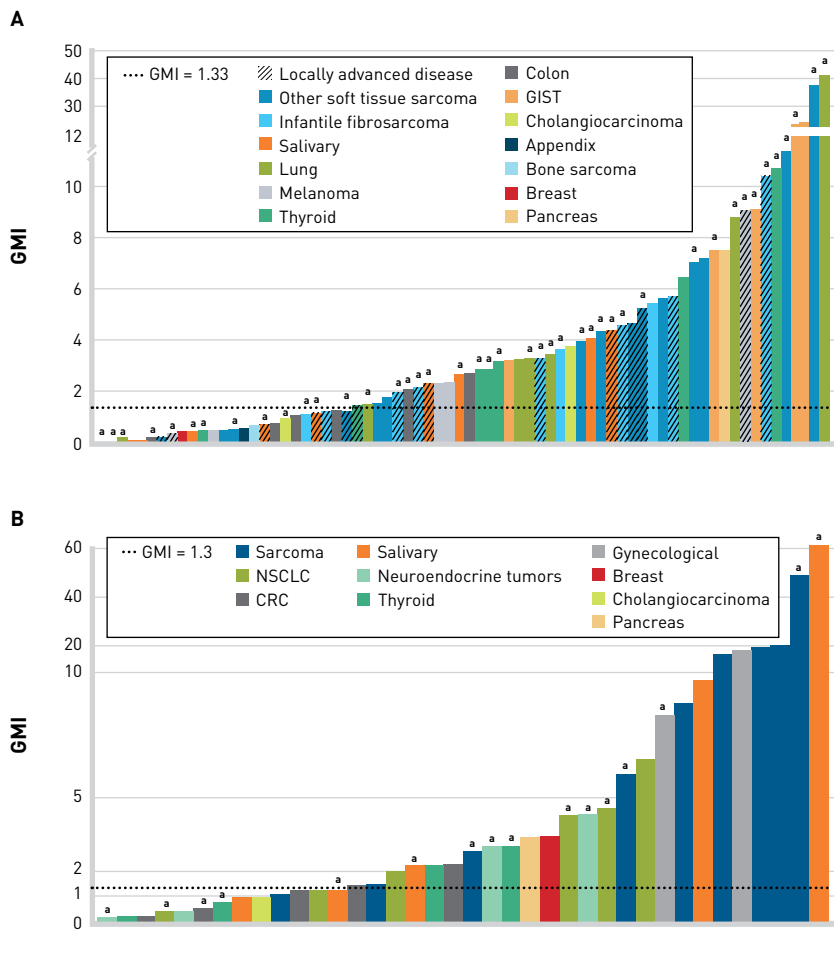 A
50
40
30
12
10
8
6
4
2
0
GMI
GMI = 1.33
Locally advanced disease
Other soft tissue sarcoma
Infantile fibrosarcoma
Salivary
Lung
Melanoma
Thyroid
Colon
GIST
Cholangiocarcinoma
Appendix
Bone sarcoma
Breast
Pancreas
a a a a a a a a a a a a a a a a a a a a a a a a a a a a a a a a a a a a a a a a a a a
B
60
40
20
10
5
2
1
0
GMI
GMI = 1.3
Sarcoma
NSCLC
CRC
Salivary
Neuroendocrine tumors
Thyroid
Gynecological
Breast
Cholangiocarcinoma
Pancreas
a a a a a a a a a a a a a a a a